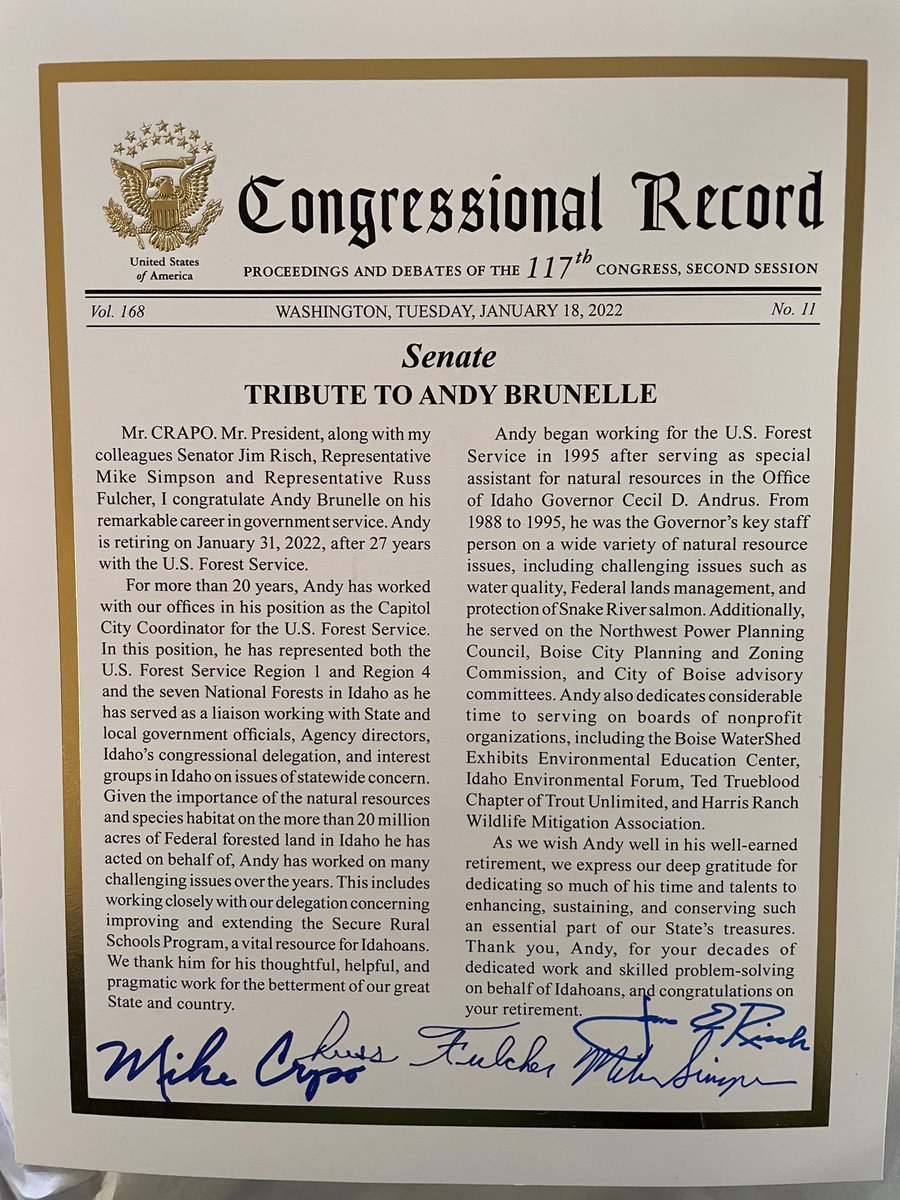 Congressional Record
United States
of America
PROCEEDINGS AND DEBATES OF THE 117th CONGRESS, SECOND SESSION
Vol. 168 WASHINGTON, TUESDAY, JANUARY 18, 2022 No. 11
Senate
TRIBUTE TO ANDY BRUNELLE
Mr. CRAPO. Mr. President, along with my
colleagues Senator Jim Risch, Representative
Mike Simpson and Representative Russ
Fulcher, I congratulate Andy Brunelle on his
remarkable career in government service. Andy
is retiring on January 31, 2022, after 27 years
with the U.S. Forest Service.
For more than 20 years, Andy has worked
with our offices in his position as the Capitol
City Coordinator for the U.S. Forest Service.
In this position, he has represented both the
U.S. Forest Service Region 1 and Region 4
and the seven National Forests in Idaho as he
has served as a liaison working with State and
local government officials, Agency directors,
Idaho's congressional delegation, and interest
groups in Idaho on issues of statewide concern.
Given the importance of the natural resources
and species habitat on the more than 20 million
acres of Federal forested land in Idaho he has
acted on behalf of, Andy has worked on many
challenging issues over the years. This includes
working closely with our delegation concerning
improving and extending the Secure Rural
Schools Program, a vital resource for Idahoans.
We thank him for his thoughtful, helpful, and
pragmatic work for the betterment of our great
State and country.
Andy began working for the U.S. Forest
Service in 1995 after serving as special
assistant for natural resources in the Office
of Idaho Governor Cecil D. Andrus. From
1988 to 1995, he was the Governor's key staff
person on a wide variety of natural resource
issues, including challenging issues such as
water quality, Federal lands management, and
protection of Snake River salmon. Additionally,
he served on the Northwest Power Planning
Council, Boise City Planning and Zoning
Commission, and City of Boise advisory
committees. Andy also dedicates considerable
time to serving on boards of nonprofit
organizations, including the Boise WaterShed
Exhibits Environmental Education Center,
Idaho Environmental Forum, Ted Trueblood
Chapter of Trout Unlimited, and Harris Ranch
Wildlife Mitigation Association.
As we wish Andy well in his well-earned
retirement, we express our deep gratitude for
dedicating so much of his time and talents to
enhancing, sustaining, and conserving such
an essential part of our State's treasures.
Thank you, Andy, for your decades of
dedicated work and skilled problem-solving
on behalf of Idahoans, and congratulations on
your retirement.
Mike Crapo
Russ Fulcher
James E Risch
Mike Simpson